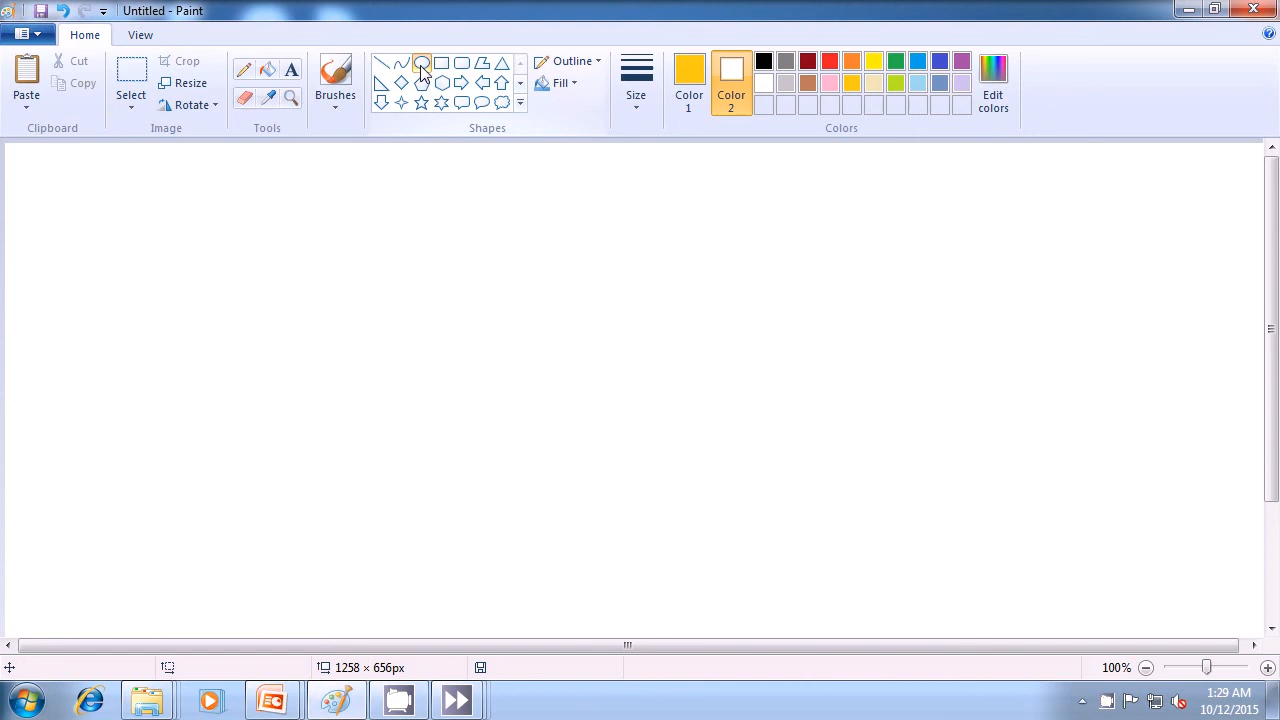 Untitled - Paint
Home View
Paste Cut Copy Select Crop Resize Rotate A Brushes Outline Fill Size Color 1 Color 2 Edit colors
Clipboard Image Tools Shapes Colors
1258 × 656px 100%
1:29 AM
10/12/2015